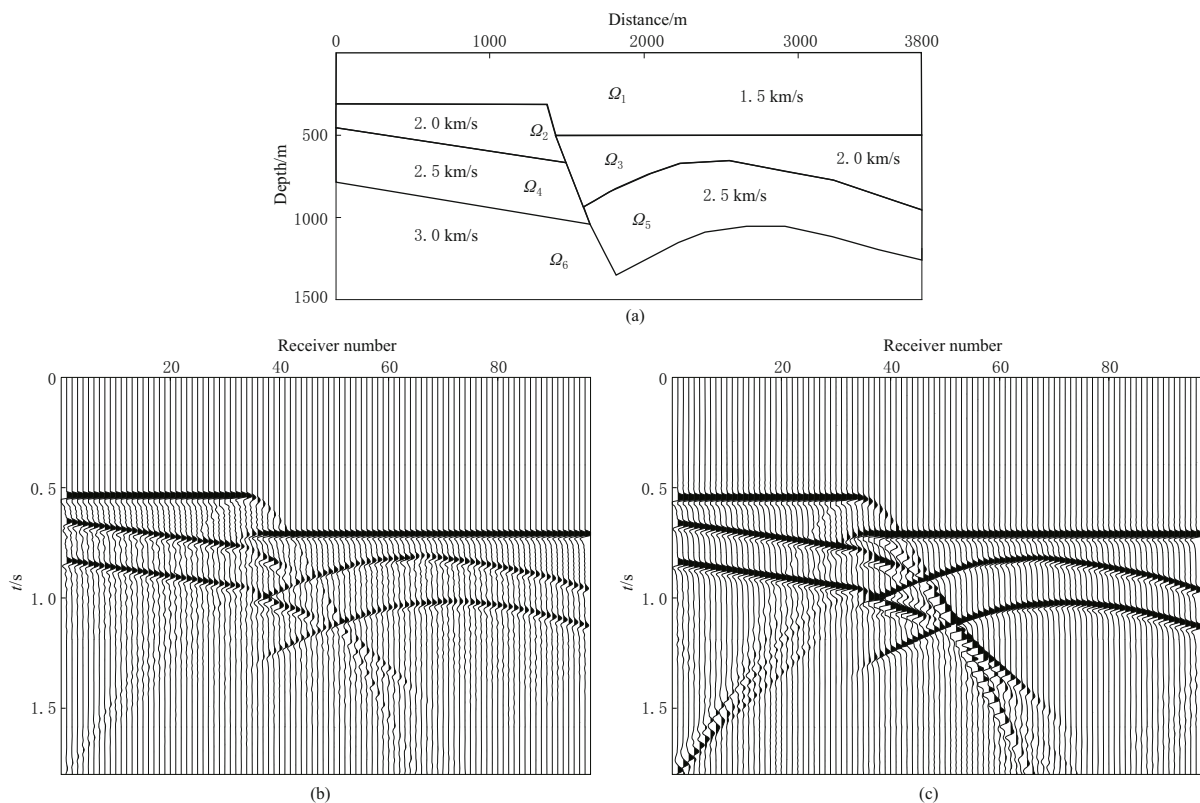 Distance/m
0 1000 2000 3000 3800
Ω1 1.5 km/s
2.0 km/s Ω2
500
Ω3 2.0 km/s
2.5 km/s Ω4 2.5 km/s
Depth/m
1000 Ω5
3.0 km/s
Ω6
1500
(a)
Receiver number
20 40 60 80
0
0.5
t/s
1.0
1.5
(b)
Receiver number
20 40 60 80
0
0.5
t/s
1.0
1.5
(c)